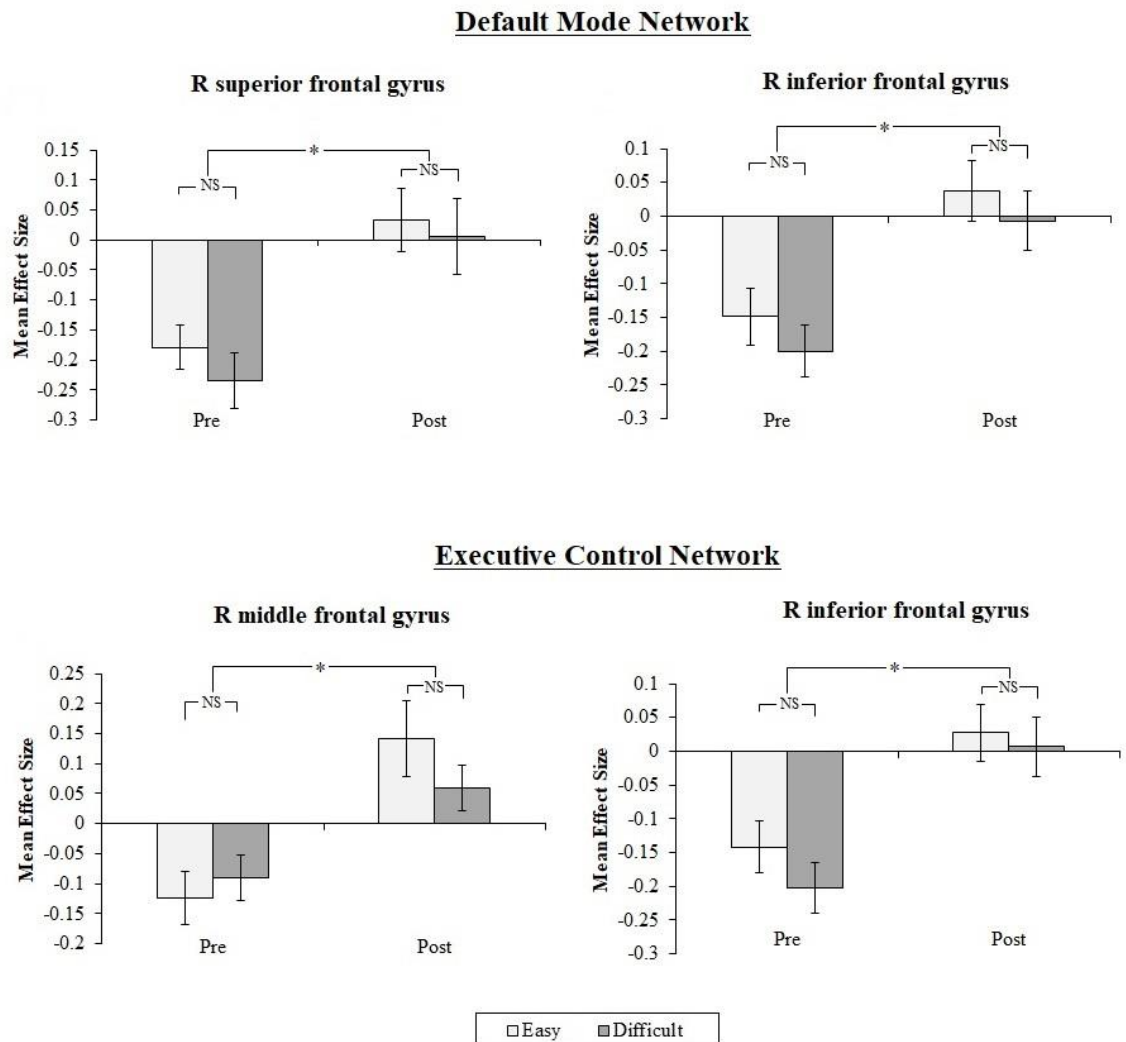 Default Mode Network
R superior frontal gyrus
Mean Effect Size
0.15
0.1
0.05
0
-0.05
-0.1
-0.15
-0.2
-0.25
-0.3
*
NS
NS
Pre Post
R inferior frontal gyrus
Mean Effect Size
0.1
0.05
0
-0.05
-0.1
-0.15
-0.2
-0.25
-0.3
*
NS
NS
Pre Post
Executive Control Network
R middle frontal gyrus
Mean Effect Size
0.25
0.2
0.15
0.1
0.05
0
-0.05
-0.1
-0.15
-0.2
*
NS
NS
Pre Post
R inferior frontal gyrus
Mean Effect Size
0.1
0.05
0
-0.05
-0.1
-0.15
-0.2
-0.25
-0.3
*
NS
NS
Pre Post
Easy Difficult